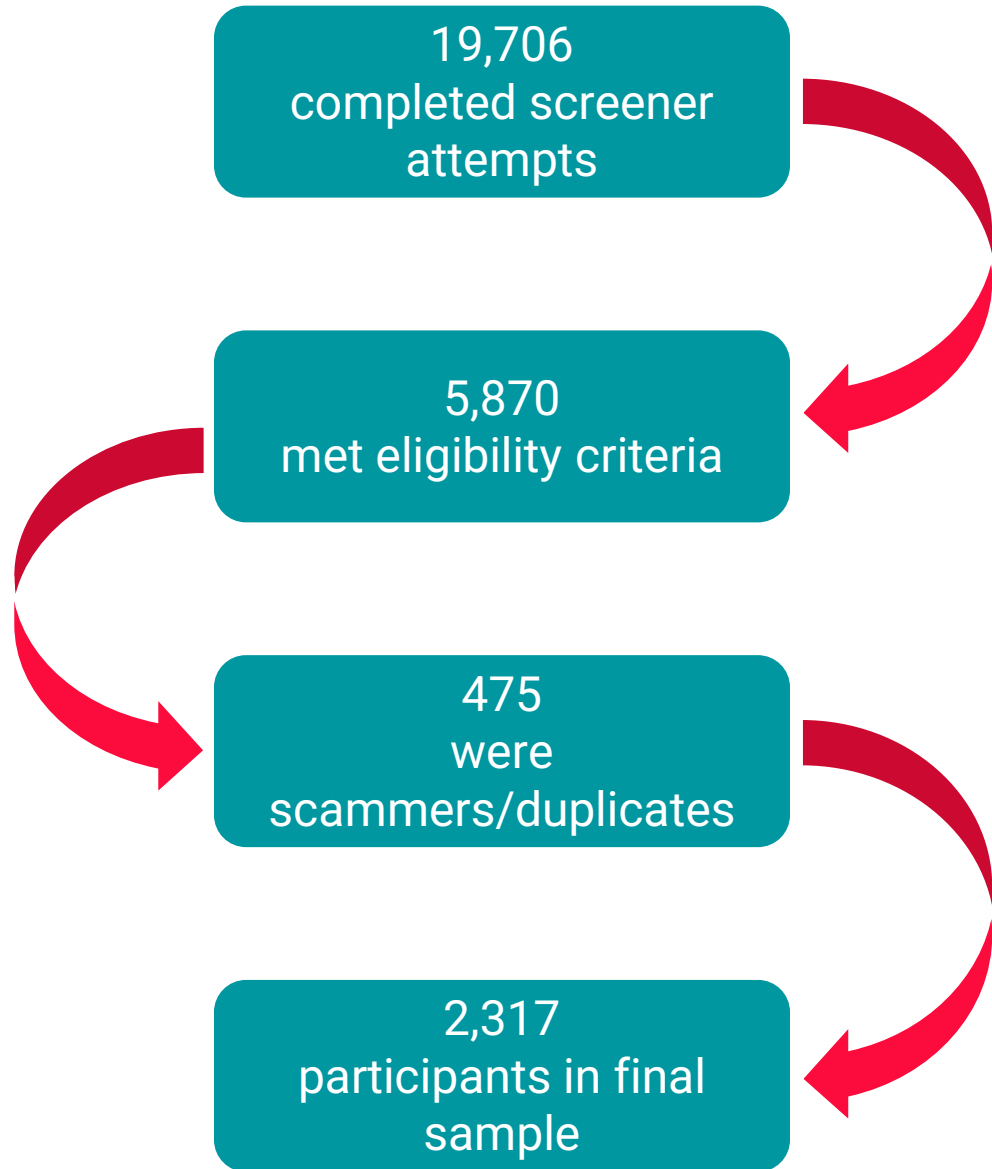 19,706
completed screener
attempts
5,870
met eligibility criteria
475
were
scammers/duplicates
2,317
participants in final
sample